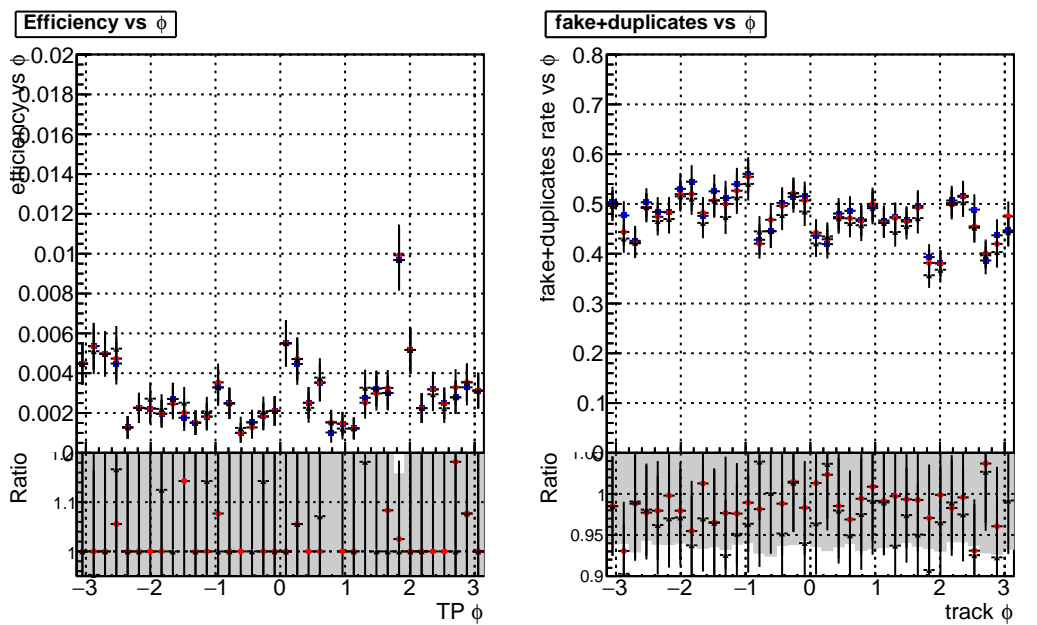 Efficiency vs ϕ
efficiency vs ϕ
0.02
0.018
0.016
0.014
0.012
0.01
0.008
0.006
0.004
0.002
0
Ratio
1.1
1
−3 −2 −1 0 1 2 3
TP ϕ
fake+duplicates vs ϕ
fake+duplicates rate vs ϕ
0.8
0.7
0.6
0.5
0.4
0.3
0.2
0.1
0
Ratio
1
0.95
0.9
−3 −2 −1 0 1 2 3
track ϕ